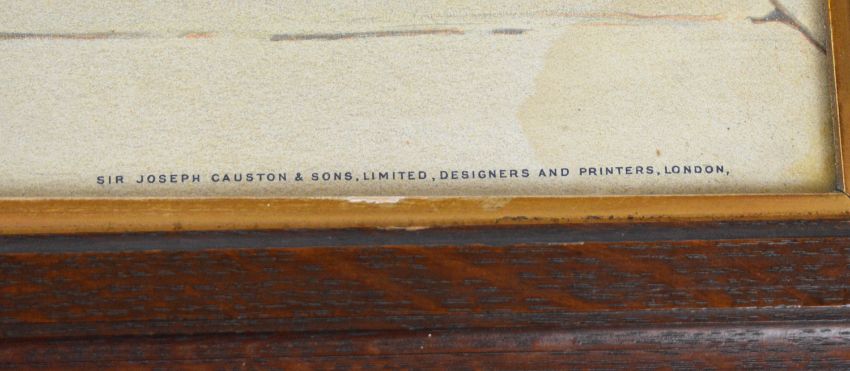 SIR JOSEPH CAUSTON & SONS, LIMITED, DESIGNERS AND PRINTERS, LONDON,